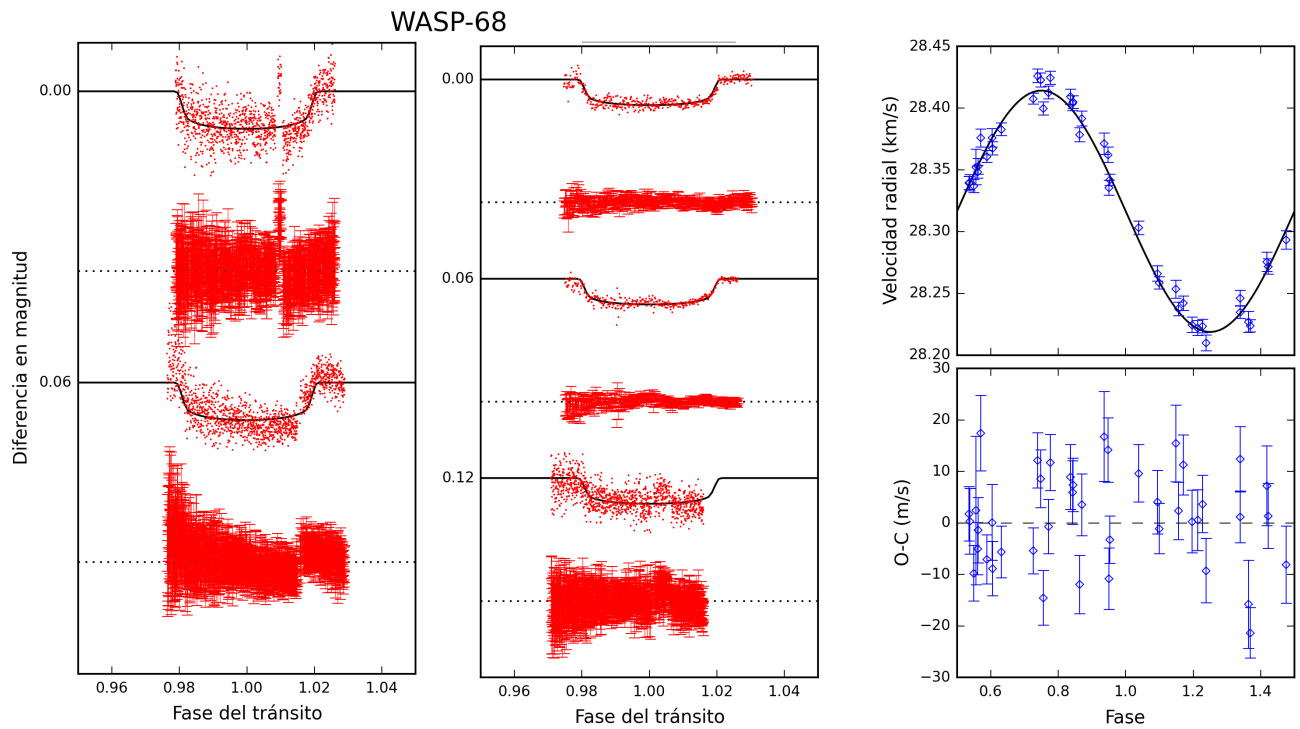 WASP-68
Diferencia en magnitud
0.00
0.06
0.96 0.98 1.00 1.02 1.04
Fase del tránsito
0.00
0.06
0.12
0.96 0.98 1.00 1.02 1.04
Fase del tránsito
Velocidad radial (km/s)
28.45
28.40
28.35
28.30
28.25
28.20
O-C (m/s)
30
20
10
0
−10
−20
−30
0.6 0.8 1.0 1.2 1.4
Fase